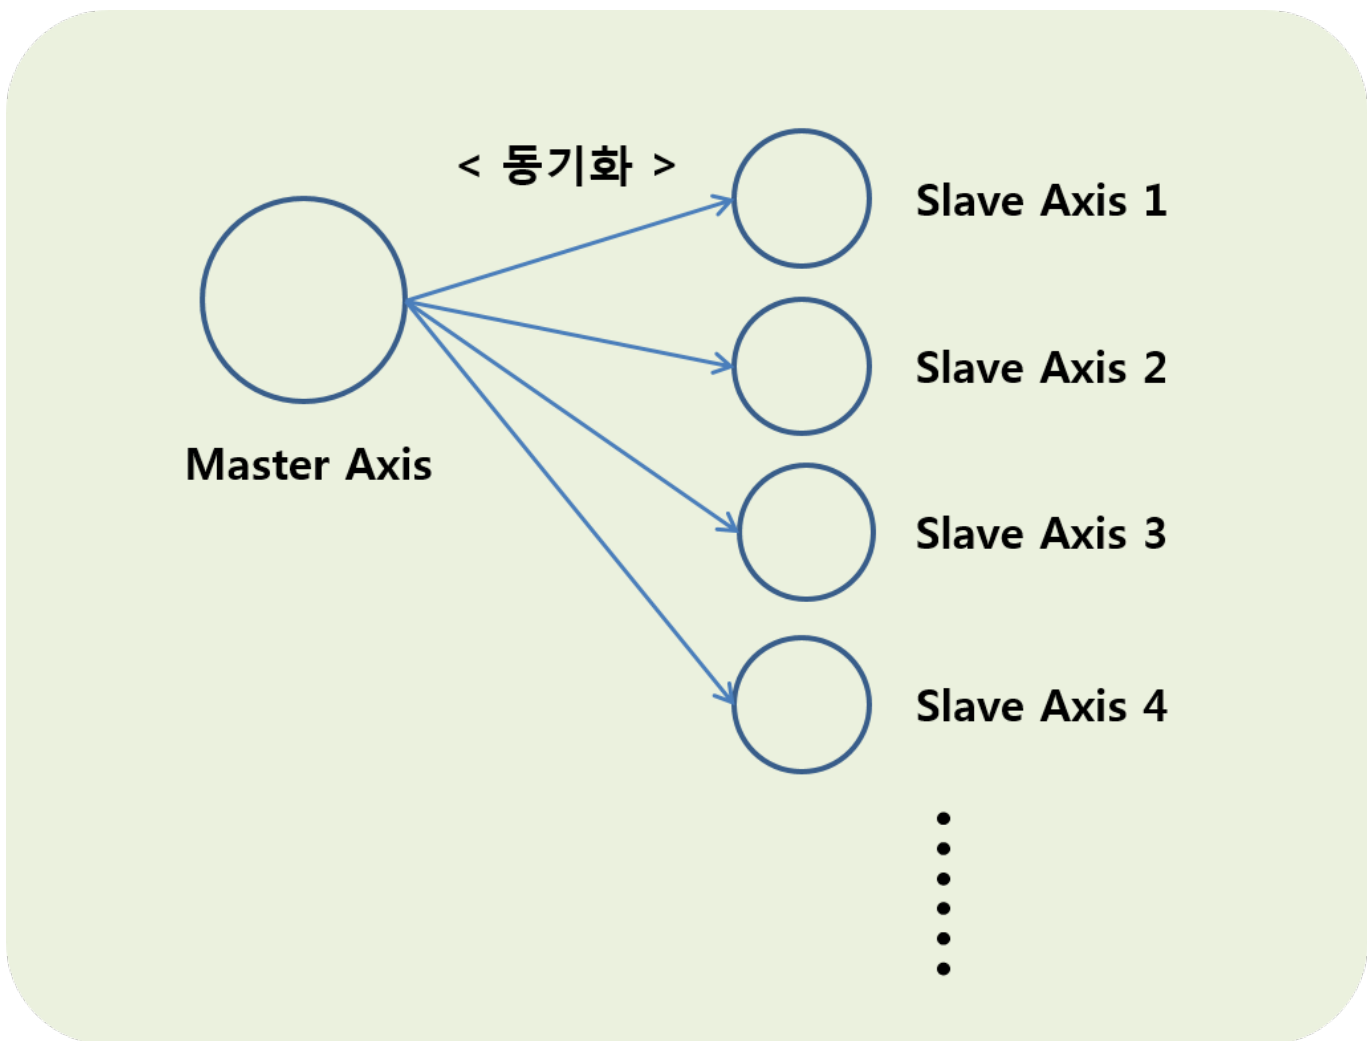 < 동기화 >
Slave Axis 1
Slave Axis 2
Master Axis
Slave Axis 3
Slave Axis 4